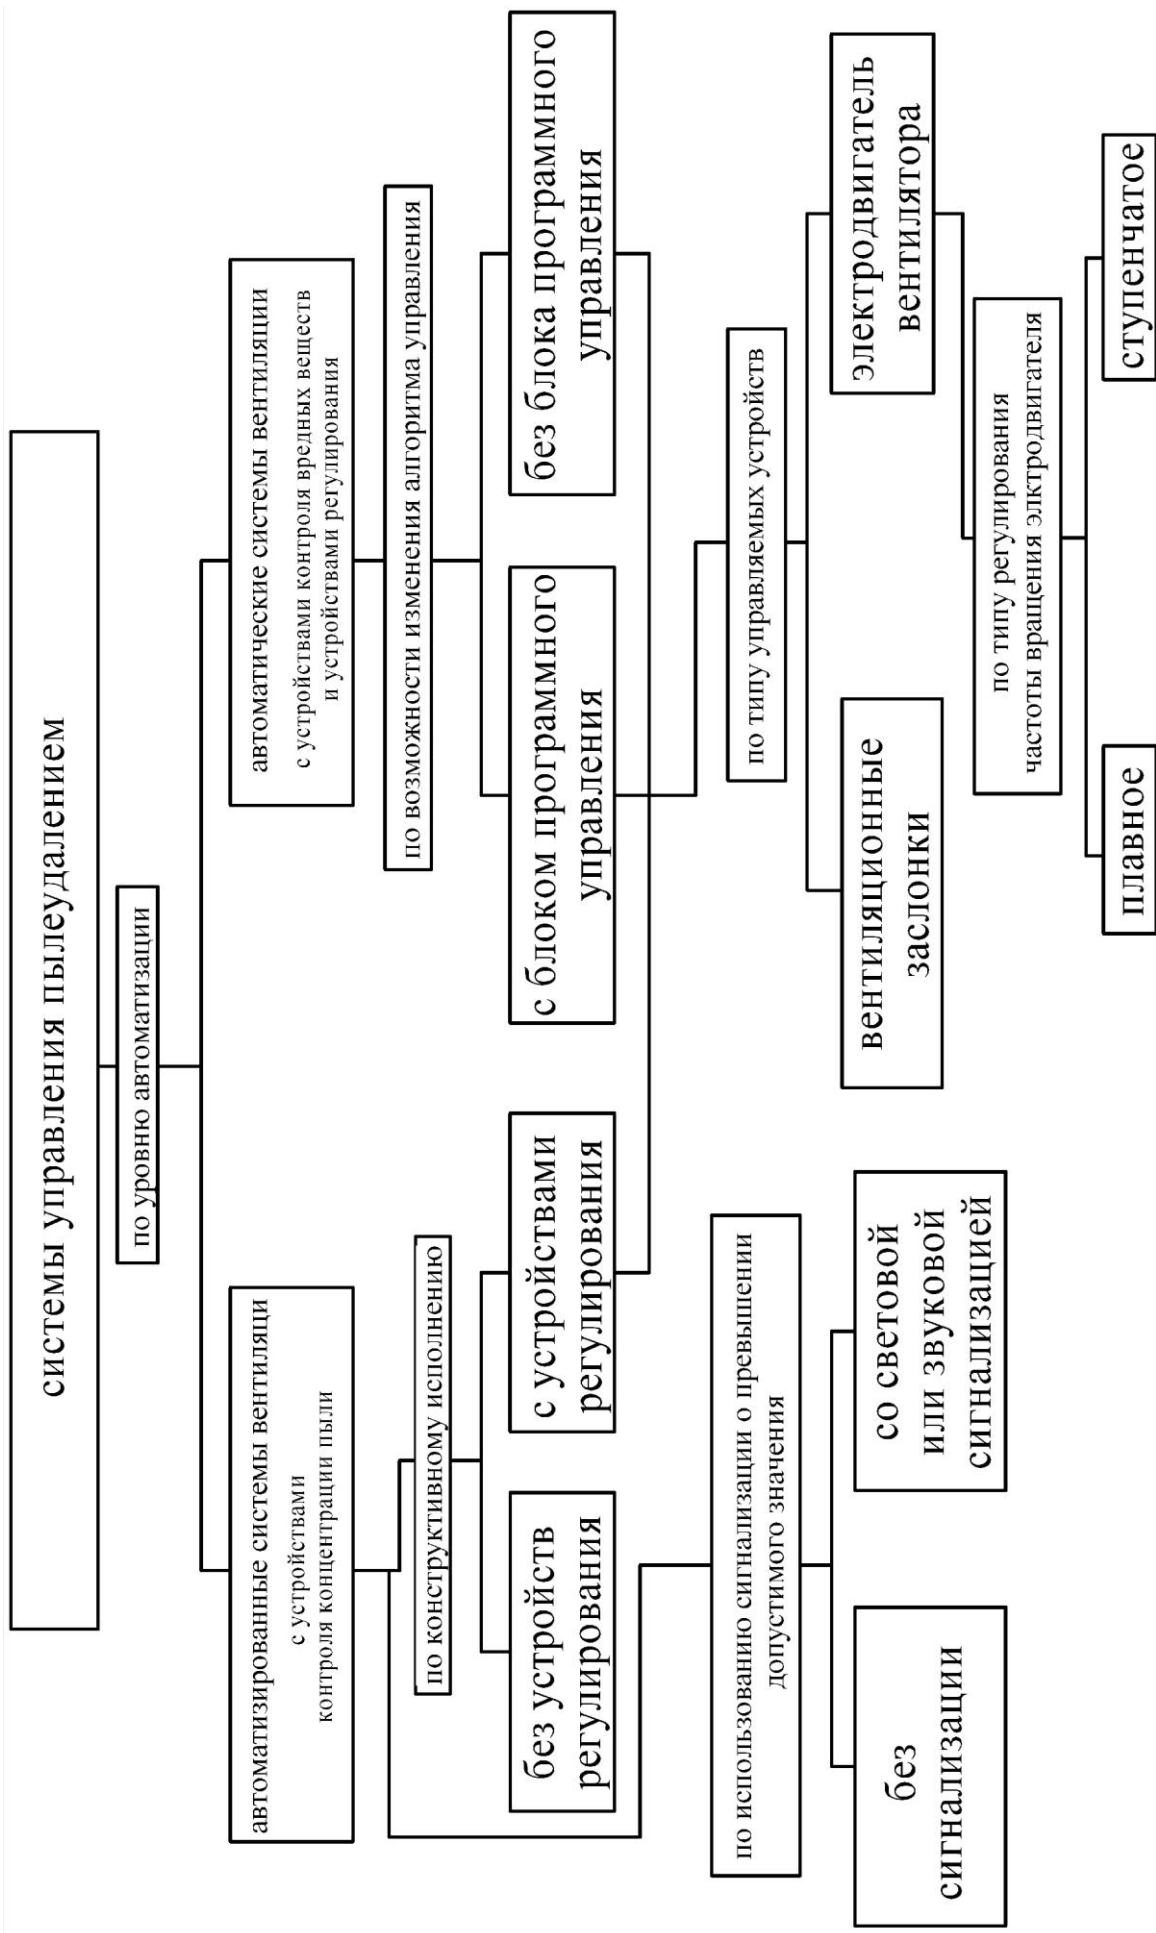 системы управления пылеудалением
по уровню автоматизации
автоматизированные системы вентиляци
с устройствами
контроля концентрации пыли
автоматические системы вентиляции
с устройствами контроля вредных веществ
и устройствами регулирования
по конструктивному исполнению
по возможности изменения алгоритма управления
без устройств
регулирования
с устройствами
регулирования
с блоком программного
управления
без блока программного
управления
по использованию сигнализации о превышении
допустимого значения
по типу управляемых устройств
без
сигнализации
со световой
или звуковой
сигнализацией
вентиляционные
заслонки
электродвигатель
вентилятора
по типу регулирования
частоты вращения элктродвигателя
плавное
ступенчатое